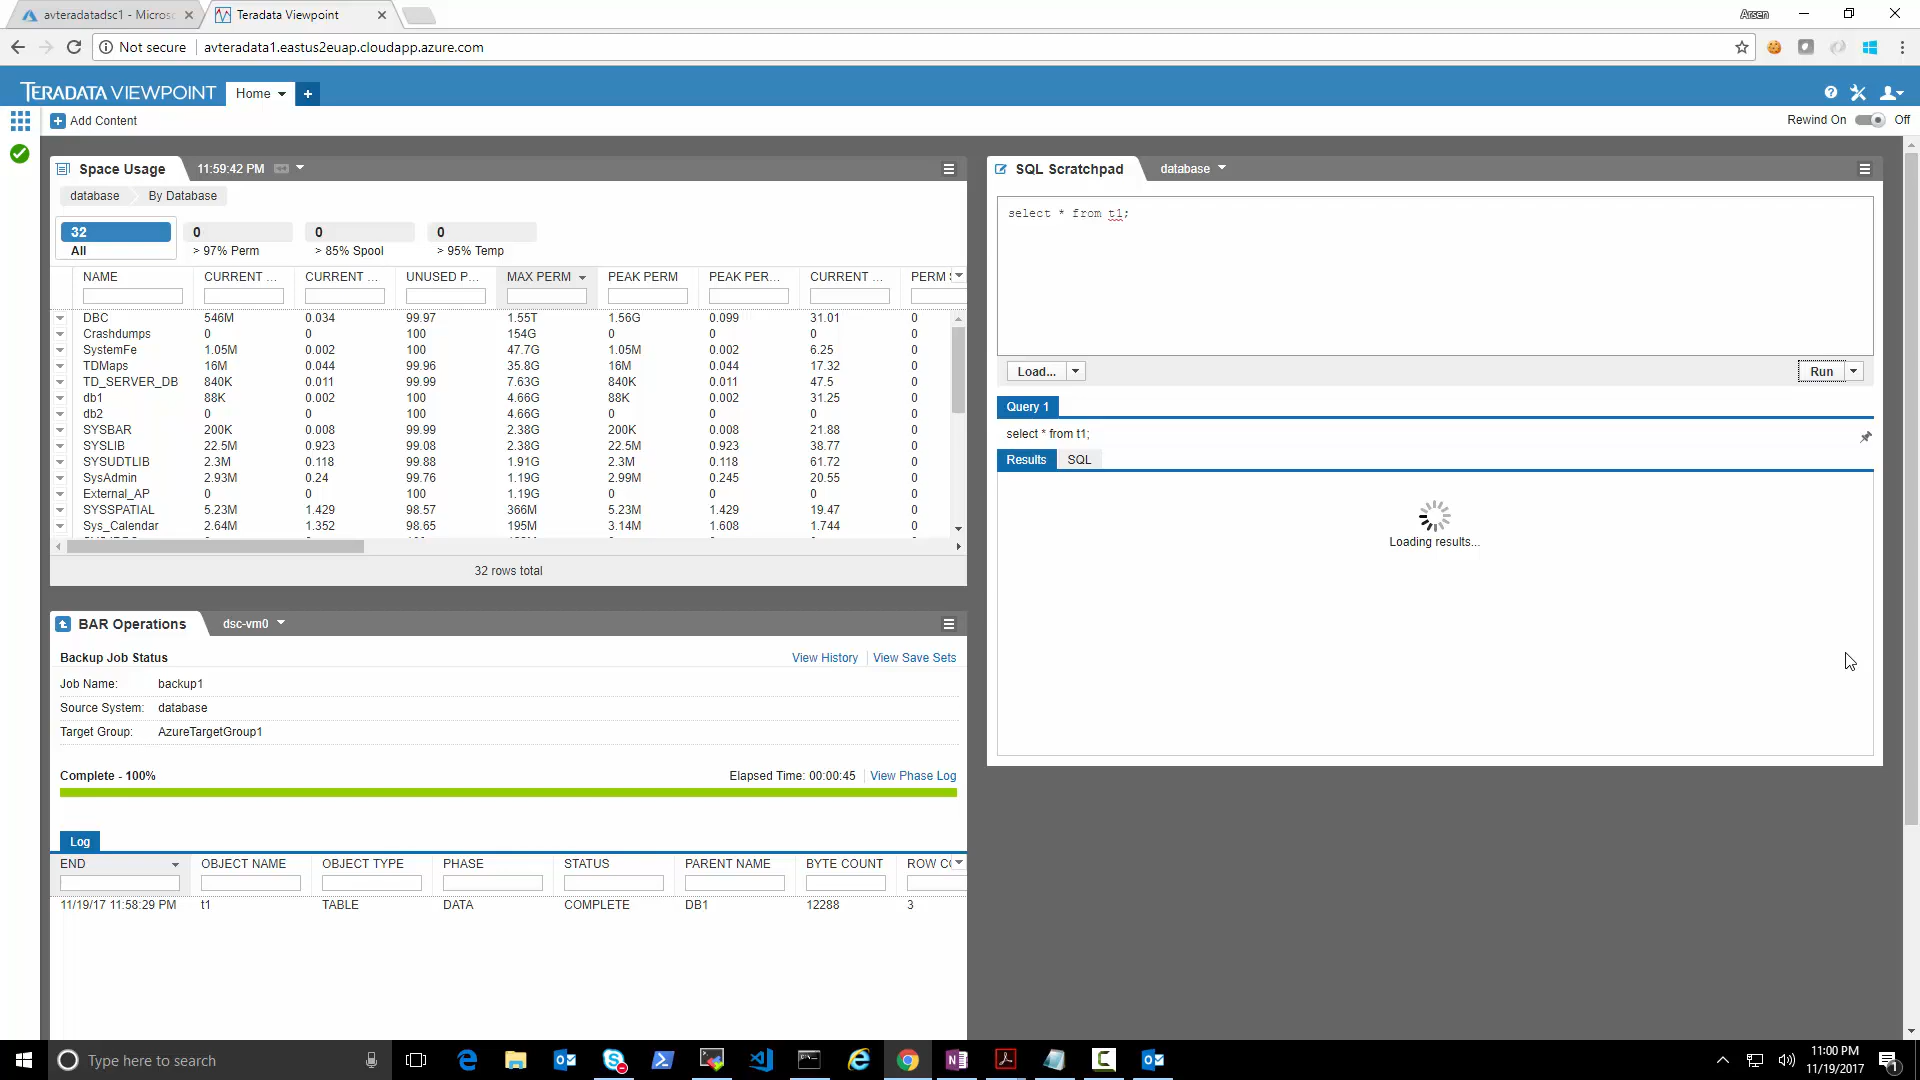 avteradatadsc1 - Micros
Teradata Viewpoint
Arsen
Not secure
avteradata1.eastus2euap.cloudapp.azure.com
TERADATA VIEWPOINT
Home
Add Content
Rewind On
Off
Space Usage
11:59:42 PM
database
By Database
32
0
0
0
All
> 97% Perm
> 85% Spool
> 95% Temp
NAME CURRENT ... CURRENT ... UNUSED P... MAX PERM PEAK PERM PEAK PER... CURRENT ... PERM
DBC 546M 0.034 99.97 1.55T 1.56G 0.099 31.01 0
Crashdumps 0 0 100 154G 0 0 0 0
SystemFe 1.05M 0.002 100 47.7G 1.05M 0.002 6.25 0
TDMaps 16M 0.044 99.96 35.8G 16M 0.044 17.32 0
TD_SERVER_DB 840K 0.011 99.99 7.63G 840K 0.011 47.5 0
db1 88K 0.002 100 4.66G 88K 0.002 31.25 0
db2 0 0 100 4.66G 0 0 0 0
SYSBAR 200K 0.008 99.99 2.38G 200K 0.008 21.88 0
SYSLIB 22.5M 0.923 99.08 2.38G 22.5M 0.923 38.77 0
SYSUDTLIB 2.3M 0.118 99.88 1.91G 2.3M 0.118 61.72 0
SysAdmin 2.93M 0.24 99.76 1.19G 2.99M 0.245 20.55 0
External_AP 0 0 100 1.19G 0 0 0 0
SYSSPATIAL 5.23M 1.429 98.57 366M 5.23M 1.429 19.47 0
Sys_Calendar 2.64M 1.352 98.65 195M 3.14M 1.608 1.744 0
32 rows total
BAR Operations
dsc-vm0
Backup Job Status
View History
View Save Sets
Job Name: backup1
Source System: database
Target Group: AzureTargetGroup1
Complete - 100%
Elapsed Time: 00:00:45
View Phase Log
Log
END OBJECT NAME OBJECT TYPE PHASE STATUS PARENT NAME BYTE COUNT ROW CO
11/19/17 11:58:29 PM t1 TABLE DATA COMPLETE DB1 12288 3
SQL Scratchpad
database
select * from t1;
Load...
Run
Query 1
select * from t1;
Results
SQL
Loading results...
Type here to search
11:00 PM
11/19/2017
1